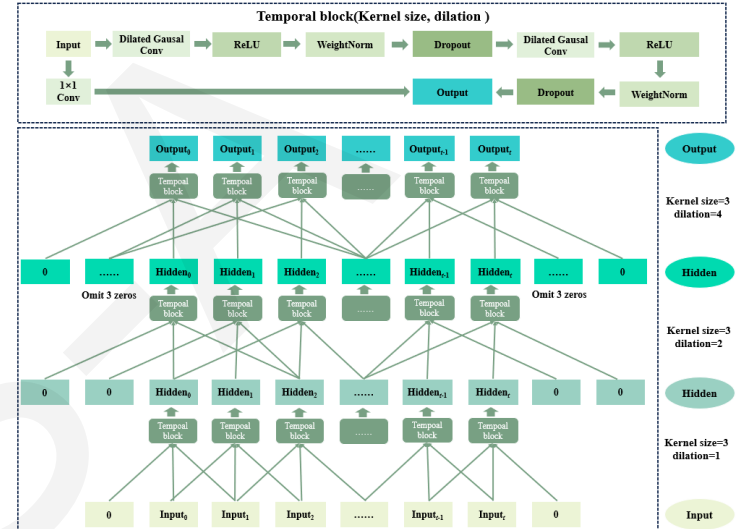 Temporal block(Kernel size, dilation )
Input
Dilated Gausal
Conv
ReLU
WeightNorm
Dropout
Dilated Gausal
Conv
ReLU
1×1
Conv
Output
Dropout
WeightNorm
Output₀ Output₁ Output₂ ...... Outputₜ₋₁ Outputₜ
Output
Tempoal
block
Tempoal
block
Tempoal
block
......
Tempoal
block
Tempoal
block
Kernel size=3
dilation=4
0 ...... Hidden₀ Hidden₁ Hidden₂ ...... Hiddenₜ₋₁ Hiddenₜ ...... 0
Hidden
Omit 3 zeros
Omit 3 zeros
Tempoal
block
Tempoal
block
Tempoal
block
......
Tempoal
block
Tempoal
block
Kernel size=3
dilation=2
0 0 Hidden₀ Hidden₁ Hidden₂ ...... Hiddenₜ₋₁ Hiddenₜ 0 0
Hidden
Tempoal
block
Tempoal
block
Tempoal
block
......
Tempoal
block
Tempoal
block
Kernel size=3
dilation=1
0 Input₀ Input₁ Input₂ ...... Inputₜ₋₁ Inputₜ 0
Input